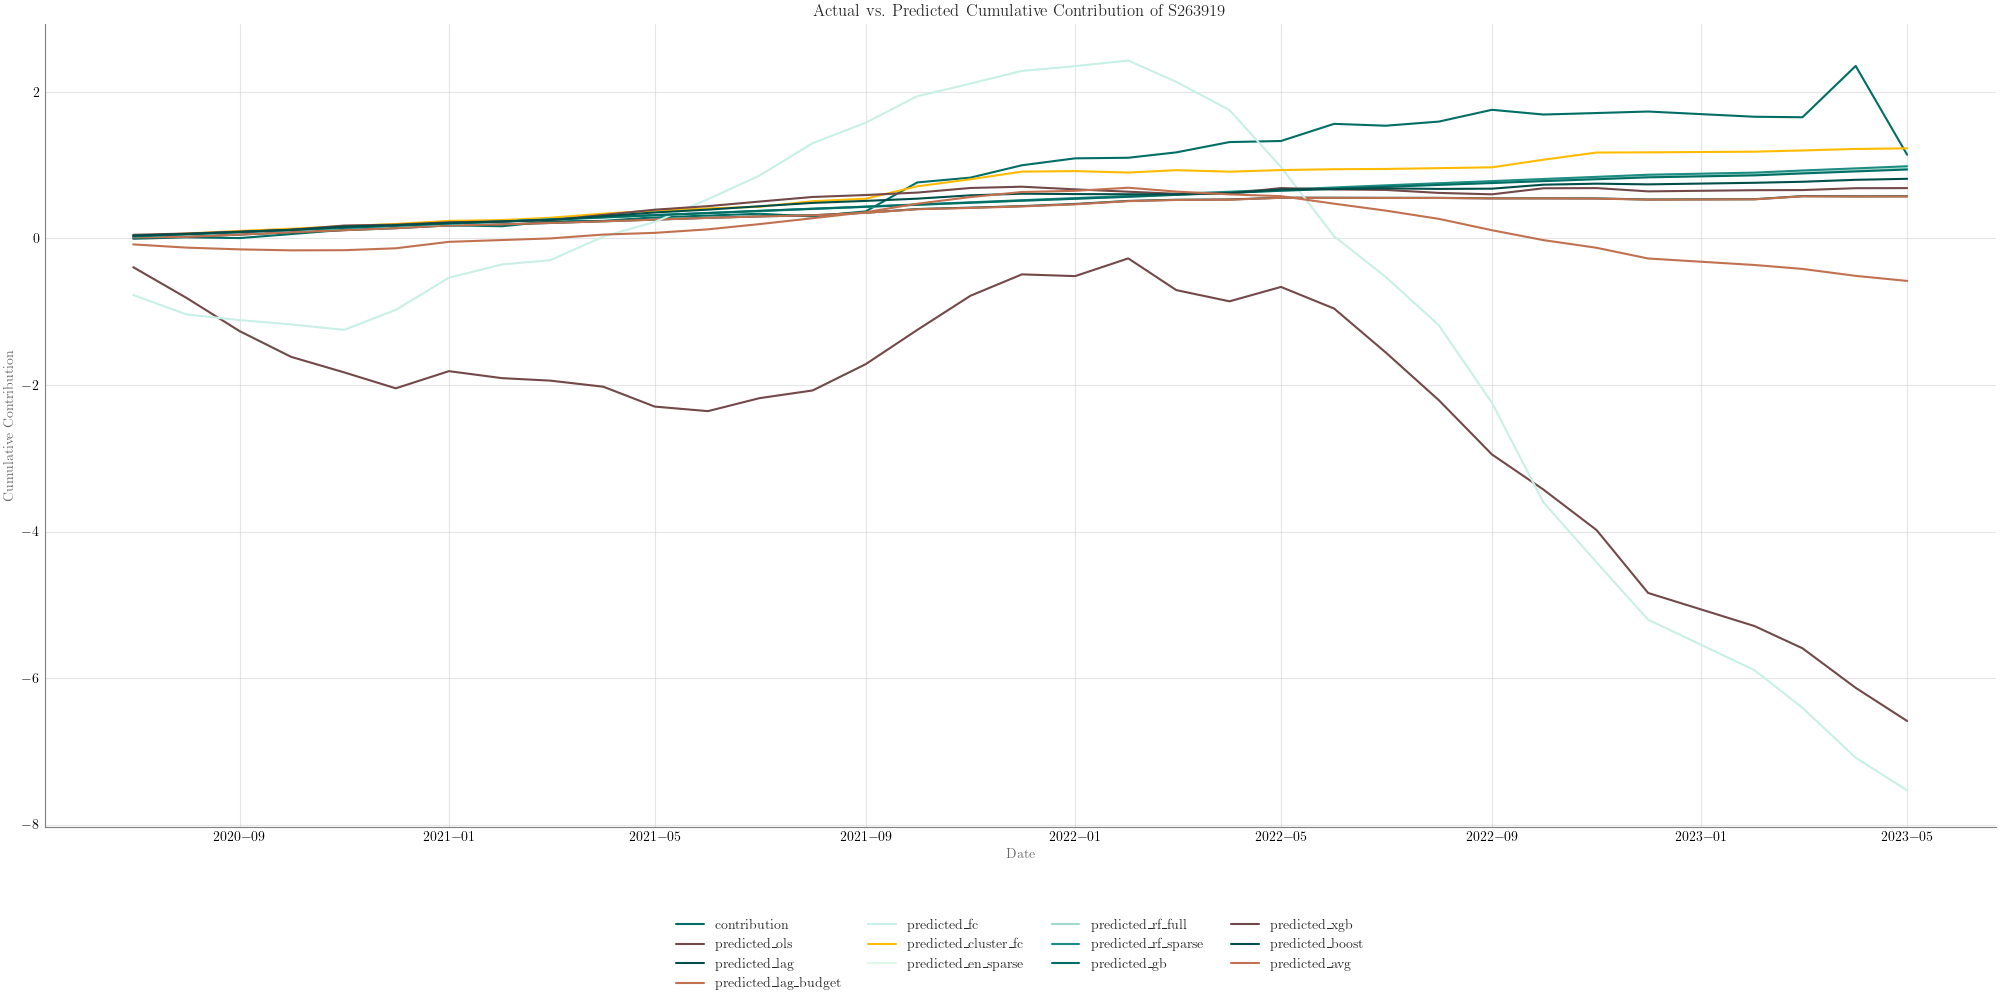 Actual vs. Predicted Cumulative Contribution of S263919
Cumulative Contribution
2
0
−2
−4
−6
−8
2020−09 2021−01 2021−05 2021−09 2022−01 2022−05 2022−09 2023−01 2023−05
Date
contribution predicted_fc predicted_rf_full predicted_xgb
predicted_ols predicted_cluster_fc predicted_rf_sparse predicted_boost
predicted_lag predicted_en_sparse predicted_gb predicted_avg
predicted_lag_budget